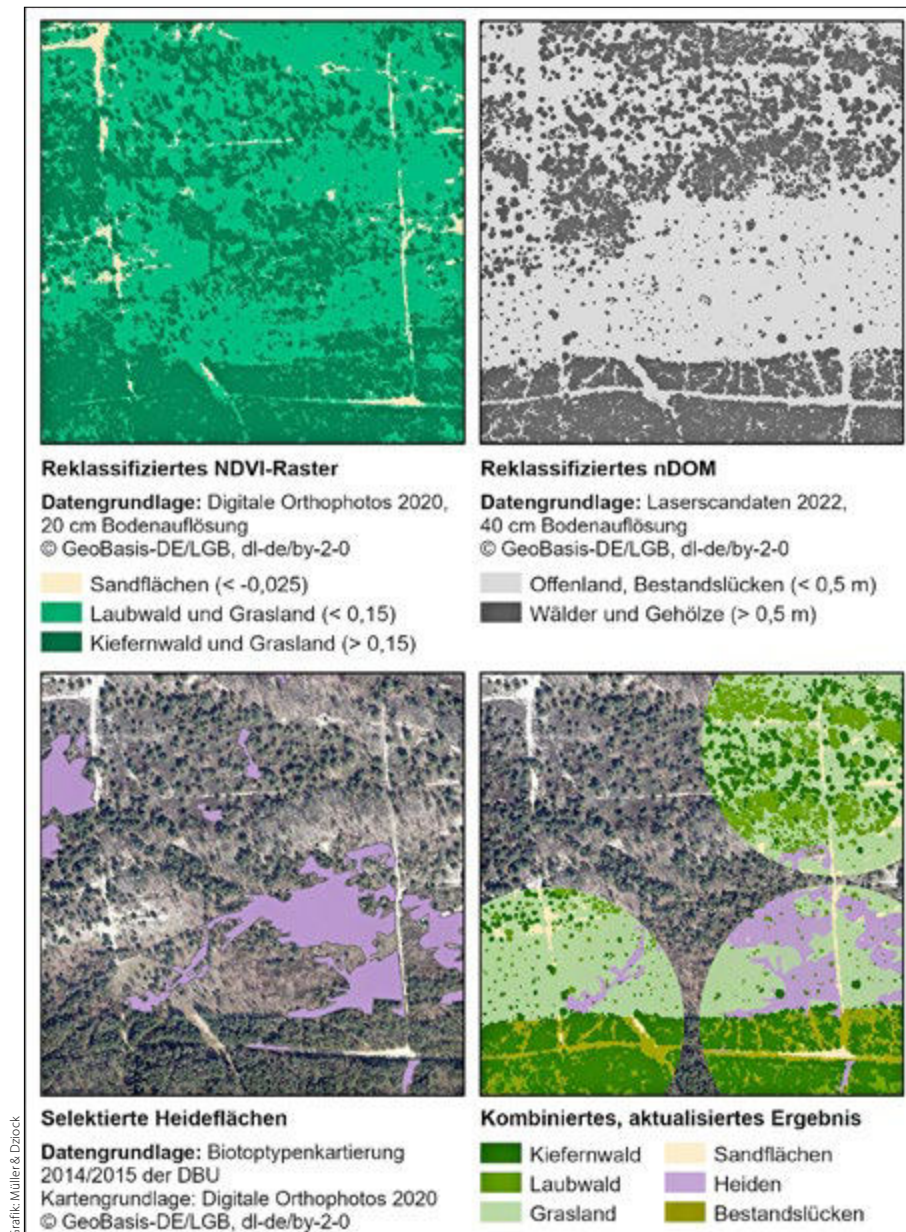 Reklassifiziertes NDVI-Raster
Datengrundlage: Digitale Orthophotos 2020,
20 cm Bodenauflösung
© GeoBasis-DE/LGB, dl-de/by-2-0
Sandflächen (< -0,025)
Laubwald und Grasland (< 0,15)
Kiefernwald und Grasland (> 0,15)
Reklassifiziertes nDOM
Datengrundlage: Laserscandaten 2022,
40 cm Bodenauflösung
© GeoBasis-DE/LGB, dl-de/by-2-0
Offenland, Bestandslücken (< 0,5 m)
Wälder und Gehölze (> 0,5 m)
Selektierte Heideflächen
Datengrundlage: Biotoptypenkartierung
2014/2015 der DBU
Kartengrundlage: Digitale Orthophotos 2020
© GeoBasis-DE/LGB, dl-de/by-2-0
Kombiniertes, aktualisiertes Ergebnis
Kiefernwald
Laubwald
Grasland
Sandflächen
Heiden
Bestandslücken
Grafik: Müller & Dziock